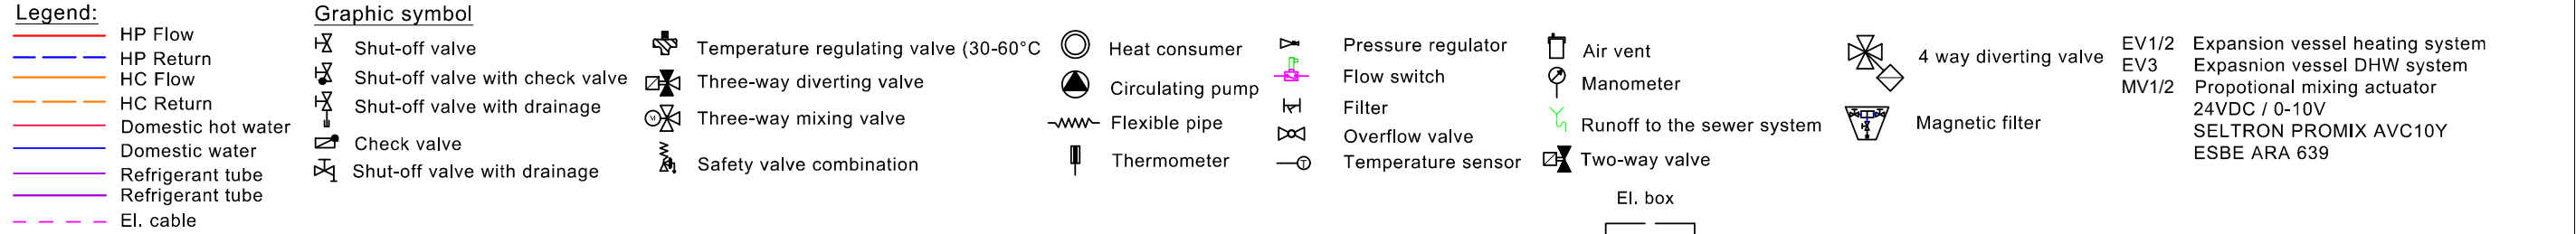 Legend:
HP Flow
HP Return
HC Flow
HC Return
Domestic hot water
Domestic water
Refrigerant tube
Refrigerant tube
El. cable
Graphic symbol
Shut-off valve
Shut-off valve with check valve
Shut-off valve with drainage
Check valve
Shut-off valve with drainage
Temperature regulating valve (30-60°C
Three-way diverting valve
M
Three-way mixing valve
Safety valve combination
Heat consumer
Circulating pump
Flexible pipe
Thermometer
Pressure regulator
Flow switch
Filter
Overflow valve
T
Temperature sensor
Air vent
Manometer
Runoff to the sewer system
Two-way valve
El. box
4 way diverting valve
Magnetic filter
EV1/2 Expansion vessel heating system
EV3 Expasnion vessel DHW system
MV1/2 Propotional mixing actuator
24VDC / 0-10V
SELTRON PROMIX AVC10Y
ESBE ARA 639